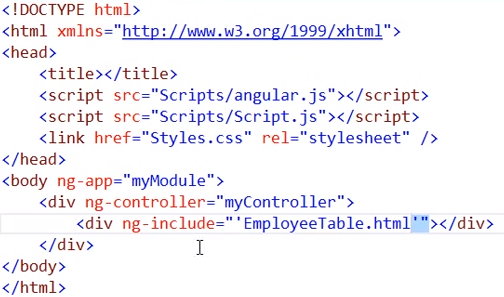 <!DOCTYPE html>
<html xmlns="http://www.w3.org/1999/xhtml">
<head>
    <title></title>
    <script src="Scripts/angular.js"></script>
    <script src="Scripts/Script.js"></script>
    <link href="Styles.css" rel="stylesheet" />
</head>
<body ng-app="myModule">
    <div ng-controller="myController">
        <div ng-include="'EmployeeTable.html'"></div>
    </div>
</body>
</html>